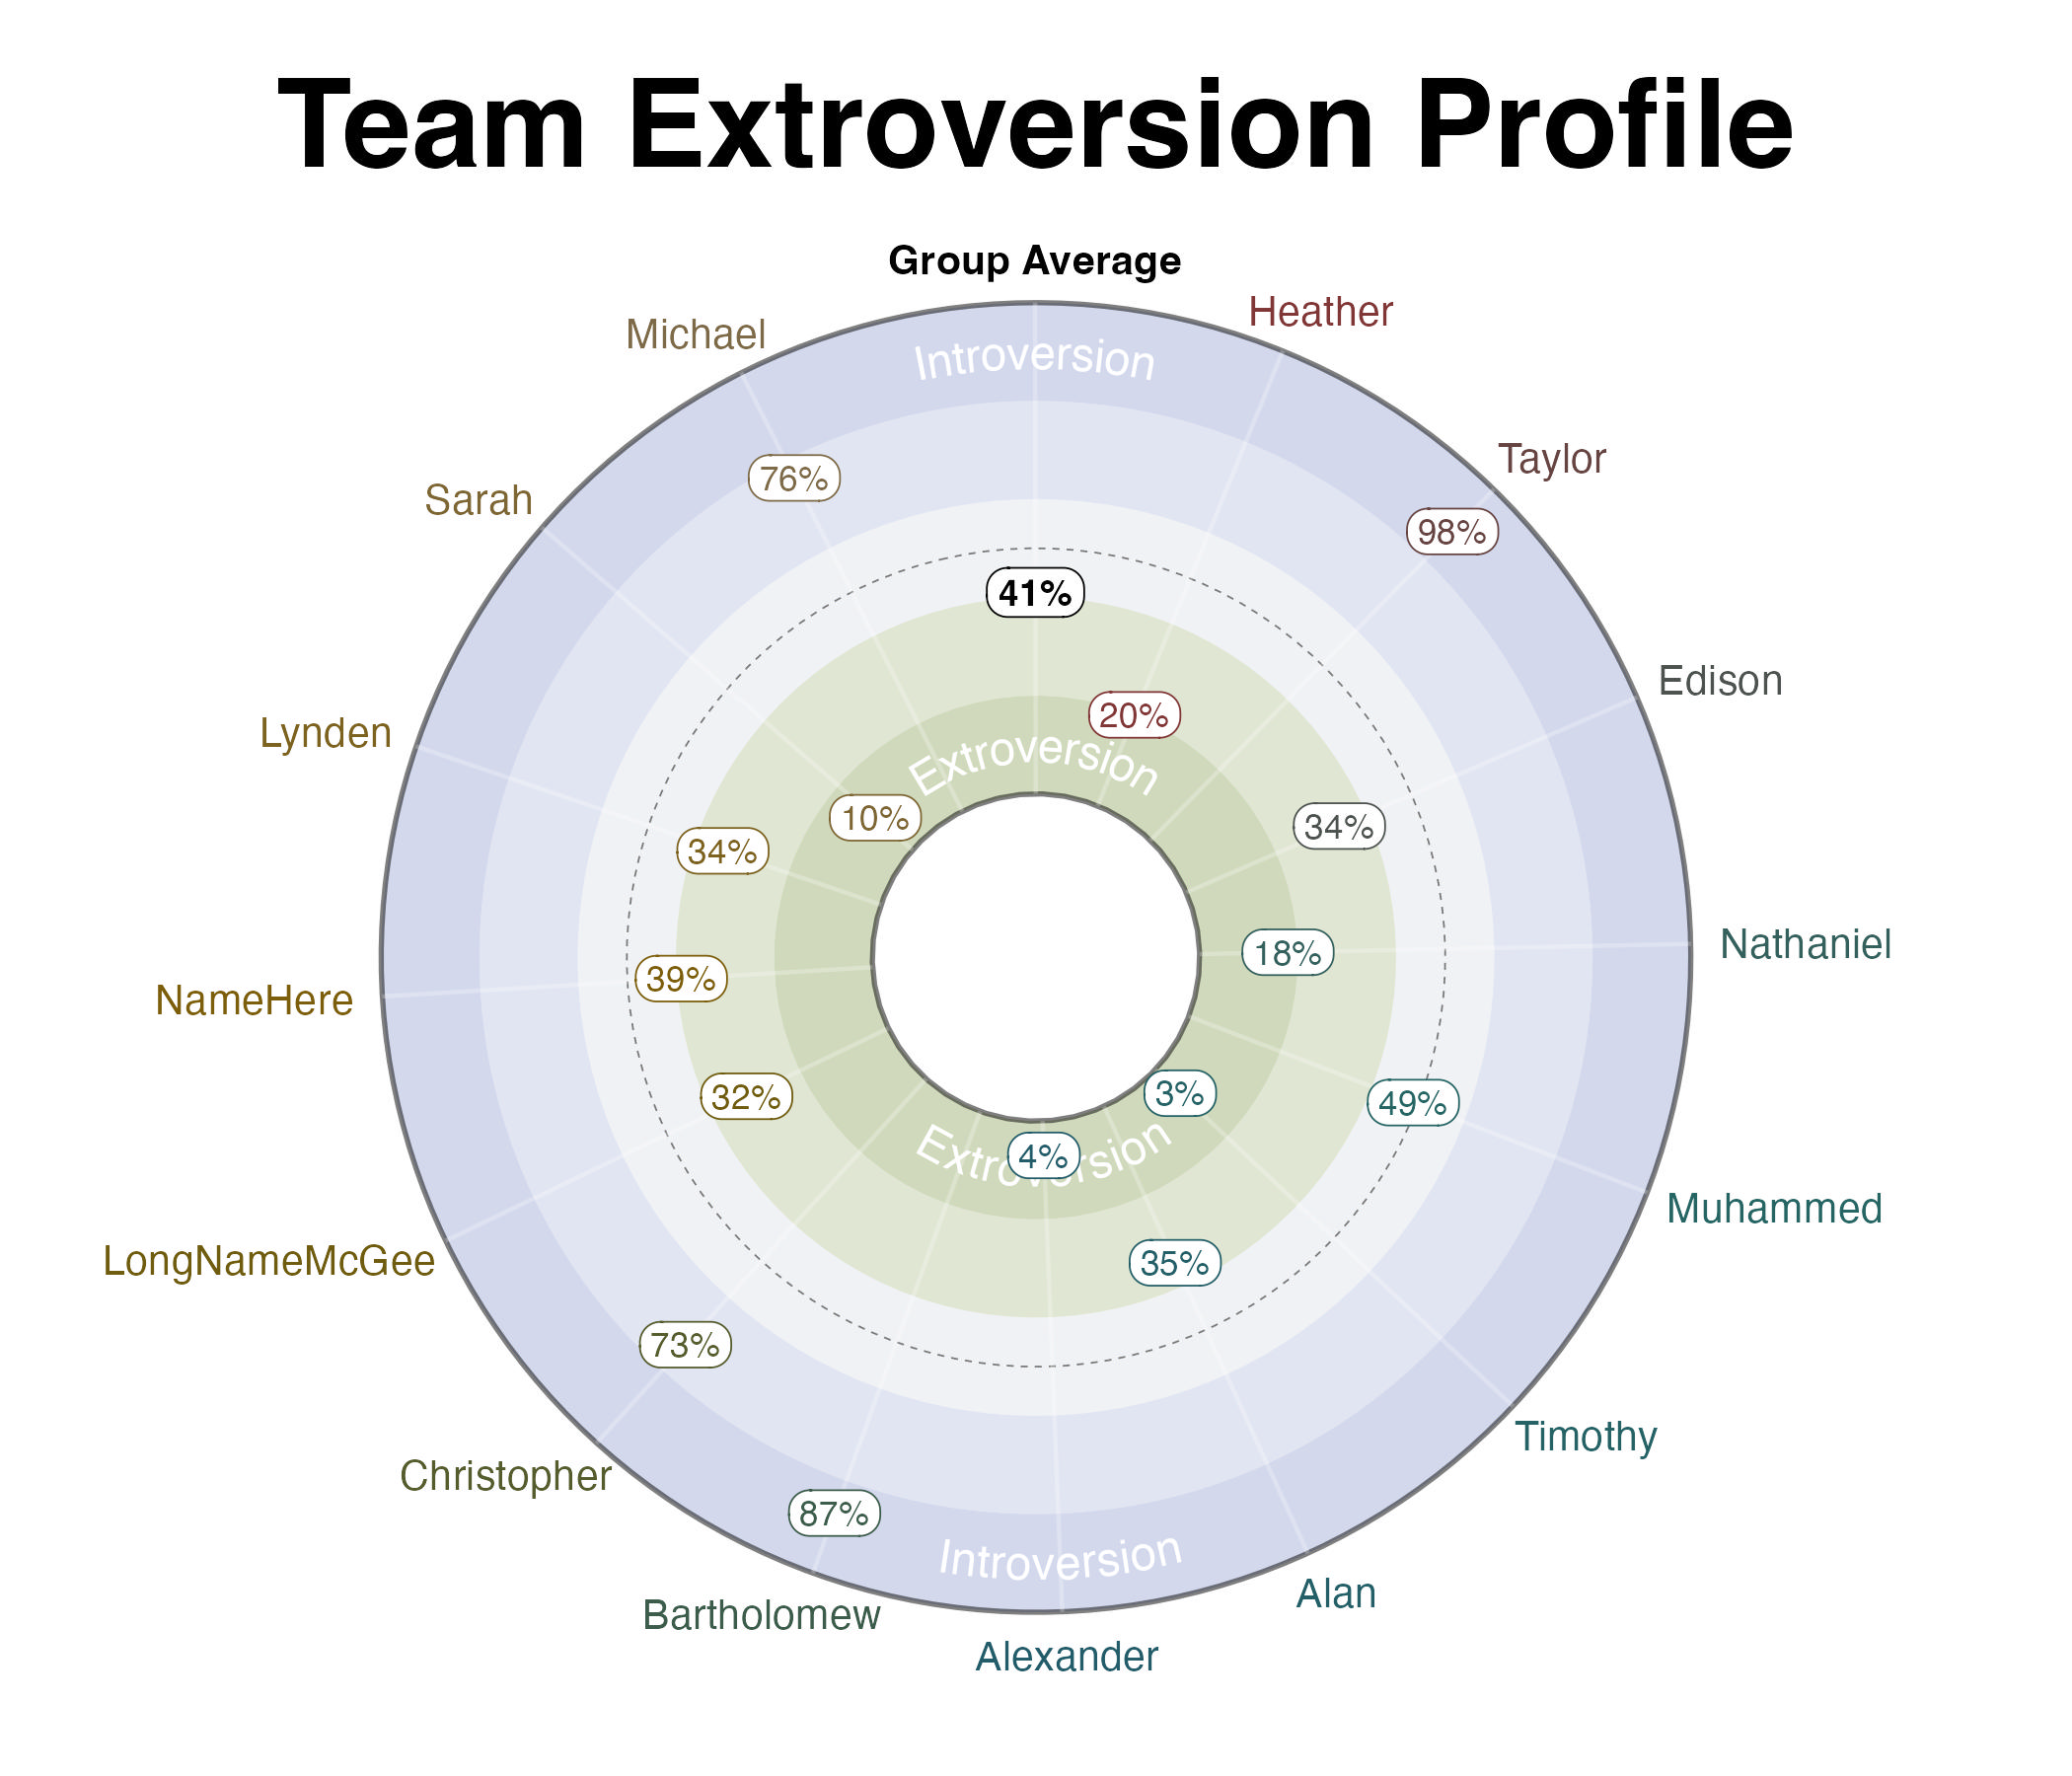 Team Extroversion Profile
Group Average
Heather
Michael
Introversion
Taylor
76%
Sarah
98%
41%
Edison
20%
Lynden
Extroversion
10%
34%
34%
Nathaniel
18%
39%
NameHere
32%
3%
49%
Extroversion
4%
Muhammed
35%
LongNameMcGee
73%
Timothy
Christopher
87%
Introversion
Alan
Bartholomew
Alexander